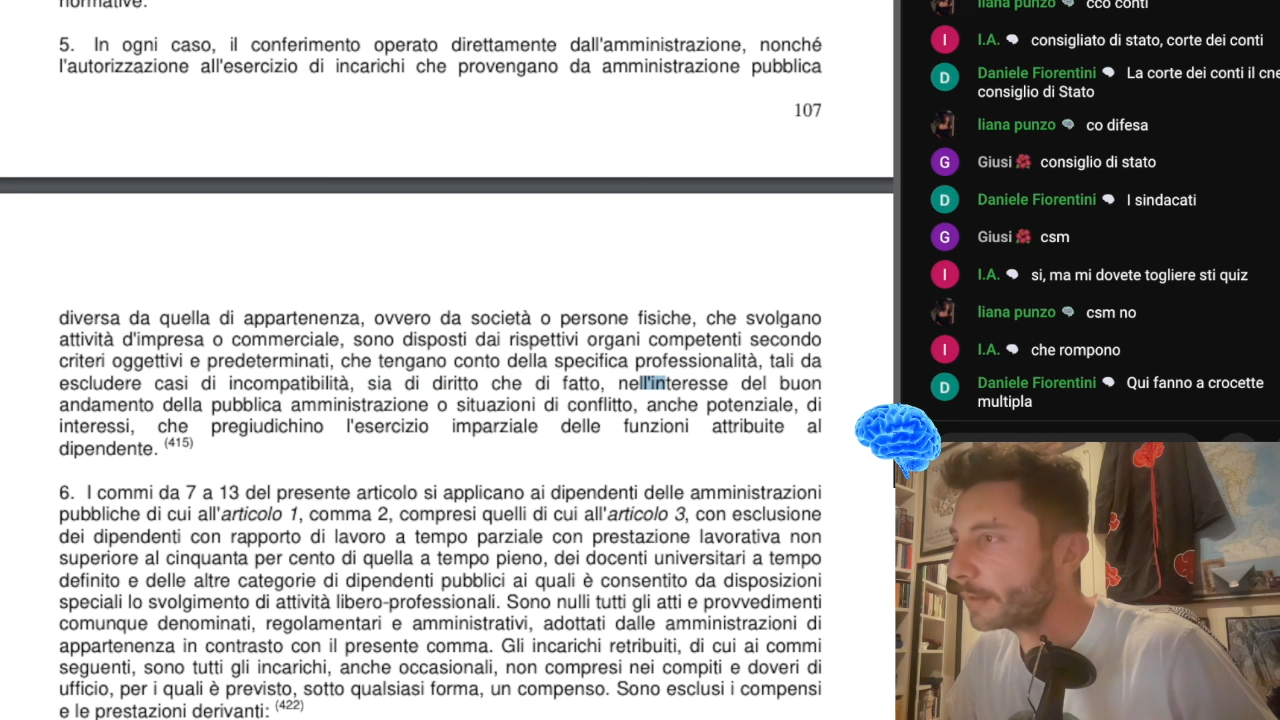 normative.
5. In ogni caso, il conferimento operato direttamente dall'amministrazione, nonché
l'autorizzazione all'esercizio di incarichi che provengano da amministrazione pubblica
107
diversa da quella di appartenenza, ovvero da società o persone fisiche, che svolgano
attività d'impresa o commerciale, sono disposti dai rispettivi organi competenti secondo
criteri oggettivi e predeterminati, che tengano conto della specifica professionalità, tali da
escludere casi di incompatibilità, sia di diritto che di fatto, nell'interesse del buon
andamento della pubblica amministrazione o situazioni di conflitto, anche potenziale, di
interessi, che pregiudichino l'esercizio imparziale delle funzioni attribuite al
dipendente. (415)
6. I commi da 7 a 13 del presente articolo si applicano ai dipendenti delle amministrazioni
pubbliche di cui all'articolo 1, comma 2, compresi quelli di cui all'articolo 3, con esclusione
dei dipendenti con rapporto di lavoro a tempo parziale con prestazione lavorativa non
superiore al cinquanta per cento di quella a tempo pieno, dei docenti universitari a tempo
definito e delle altre categorie di dipendenti pubblici ai quali è consentito da disposizioni
speciali lo svolgimento di attività libero-professionali. Sono nulli tutti gli atti e provvedimenti
comunque denominati, regolamentari e amministrativi, adottati dalle amministrazioni di
appartenenza in contrasto con il presente comma. Gli incarichi retribuiti, di cui ai commi
seguenti, sono tutti gli incarichi, anche occasionali, non compresi nei compiti e doveri di
ufficio, per i quali è previsto, sotto qualsiasi forma, un compenso. Sono esclusi i compensi
e le prestazioni derivanti: (422)
liana punzo cco conti
I I.A. consigliato di stato, corte dei conti
D Daniele Fiorentini La corte dei conti il cne
consiglio di Stato
liana punzo co difesa
G Giusi consiglio di stato
D Daniele Fiorentini I sindacati
G Giusi csm
I I.A. si, ma mi dovete togliere sti quiz
liana punzo csm no
I I.A. che rompono
D Daniele Fiorentini Qui fanno a crocette
multipla